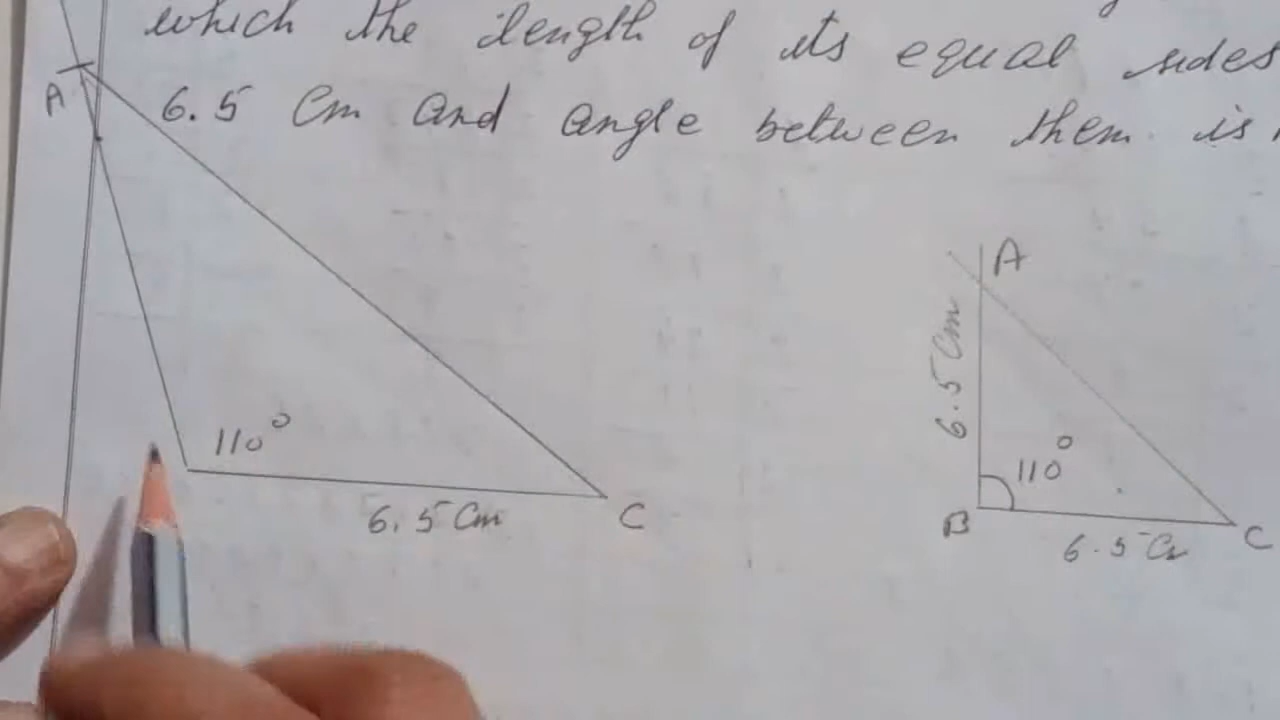 which the length of its equal sides
6.5 Cm and angle between them is
A
110°
6.5 Cm
C
A
6.5 Cm
110°
B
6.5 C
C